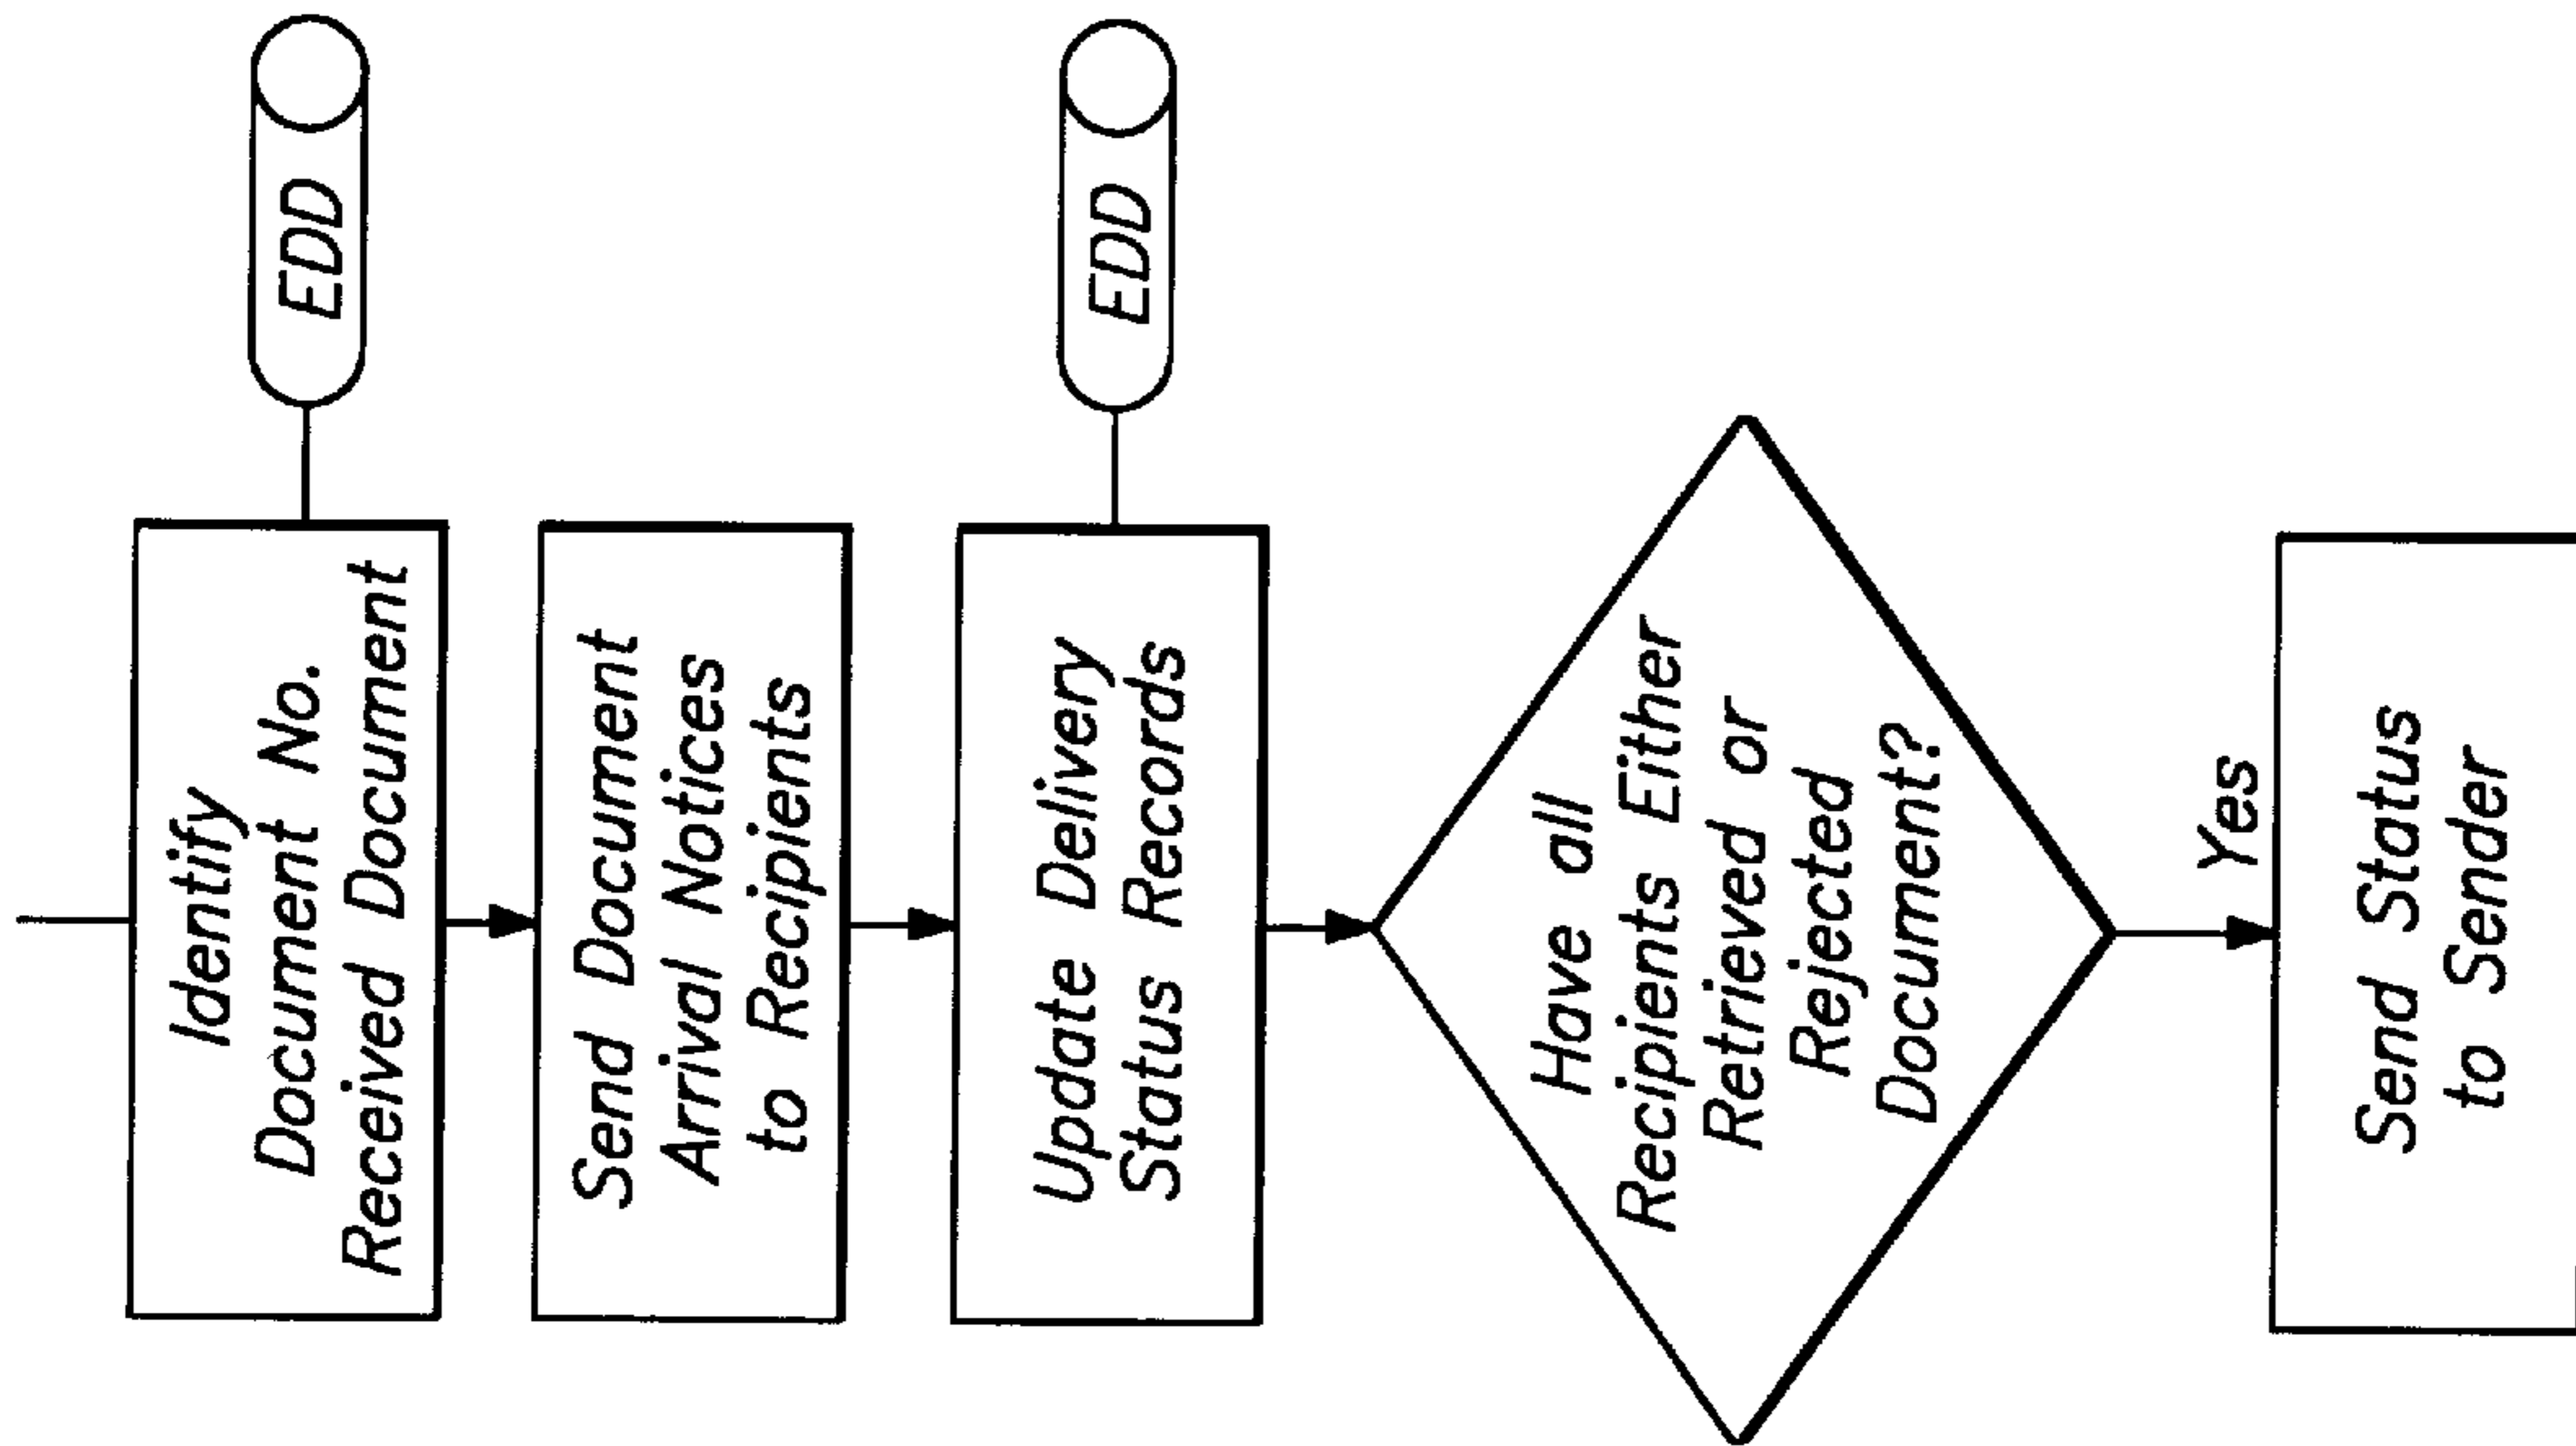 Identify
Document No.
Received Document
EDD
Send Document
Arrival Notices
to Recipients
Update Delivery
Status Records
EDD
Have all
Recipients Either
Retrieved or
Rejected
Document?
Yes
Send Status
to Sender